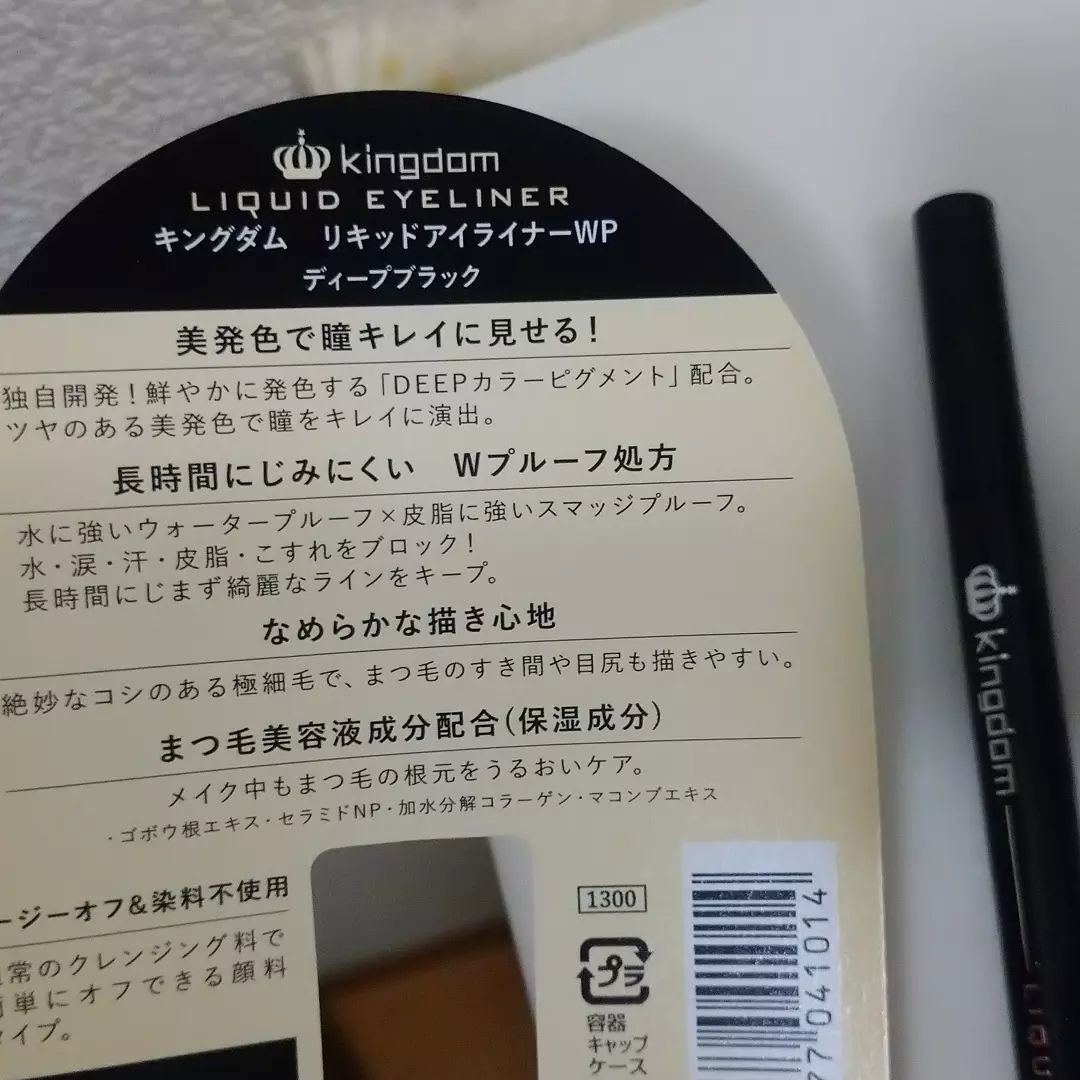 kingdom
LIQUID EYELINER
キングダム リキッドアイライナーWP
ディープブラック
美発色で瞳キレイに見せる!
独自開発!鮮やかに発色する「DEEPカラーピグメント」配合。
ツヤのある美発色で瞳をキレイに演出。
長時間にじみにくい Wプルーフ処方
水に強いウォータープルーフ×皮脂に強いスマッジプルーフ。
水・涙・汗・皮脂・こすれをブロック!
長時間にじまず綺麗なラインをキープ。
なめらかな描き心地
絶妙なコシのある極細毛で、まつ毛のすき間や目尻も描きやすい。
まつ毛美容液成分配合(保湿成分)
メイク中もまつ毛の根元をうるおいケア。
・ゴボウ根エキス・セラミドNP・加水分解コラーゲン・マコンブエキス
ージーオフ&染料不使用
常のクレンジング料で
単にオフできる顔料
イプ。
1300
プラ
容器
キャップ
ケース
7041014
kingdom